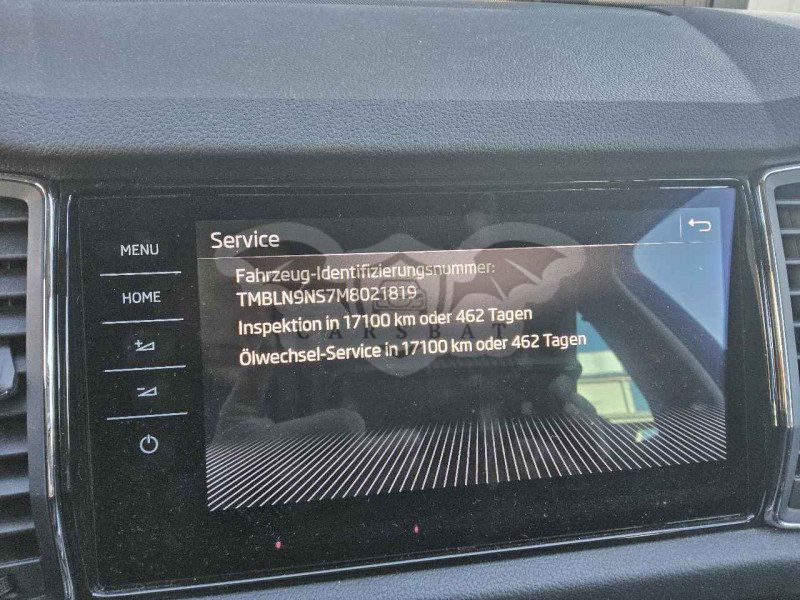 Service
Fahrzeug-Identifizierungsnummer:
TMBLN9NS7M8021819
Inspektion in 17100 km oder 462 Tagen
Ölwechsel-Service in 17100 km oder 462 Tagen
MENU
HOME
+
-
CARSBAT